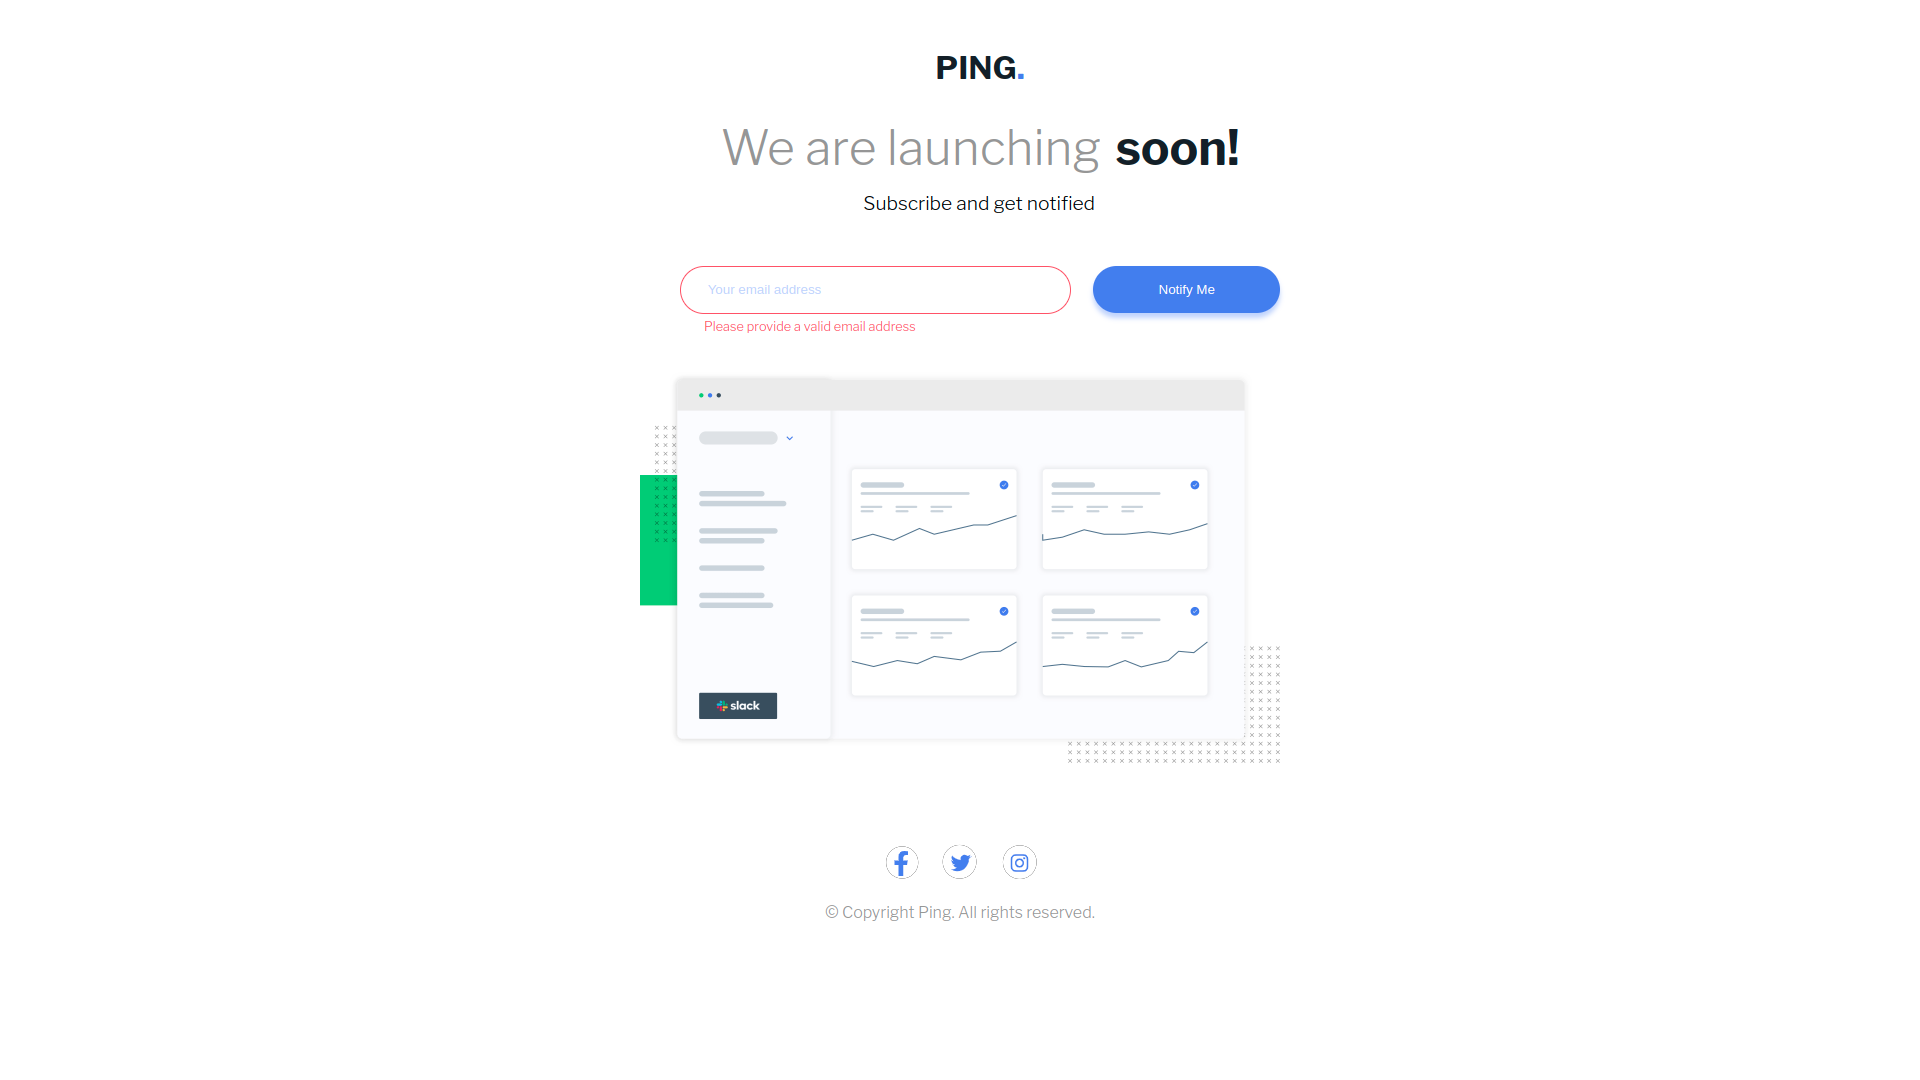 PING.
We are launching soon!
Subscribe and get notified
Your email address
Notify Me
Please provide a valid email address
slack
© Copyright Ping. All rights reserved.